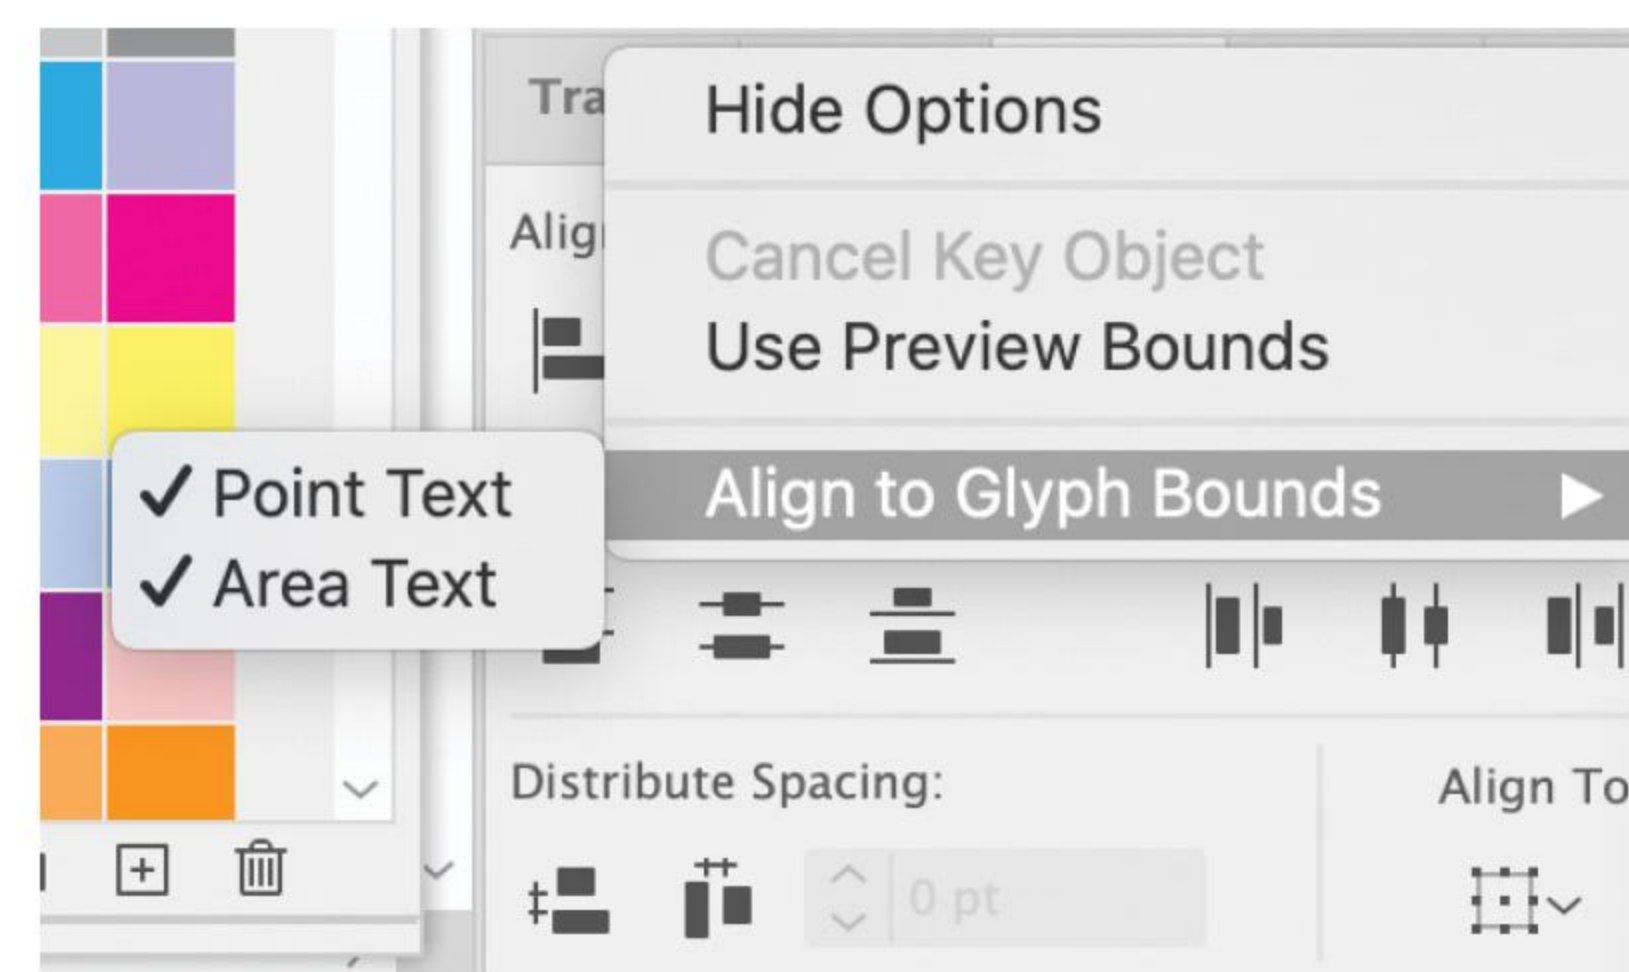 Tra
Hide Options
Alig
Cancel Key Object
Use Preview Bounds
Align to Glyph Bounds
Point Text
Area Text
Distribute Spacing:
Align To
0 pt